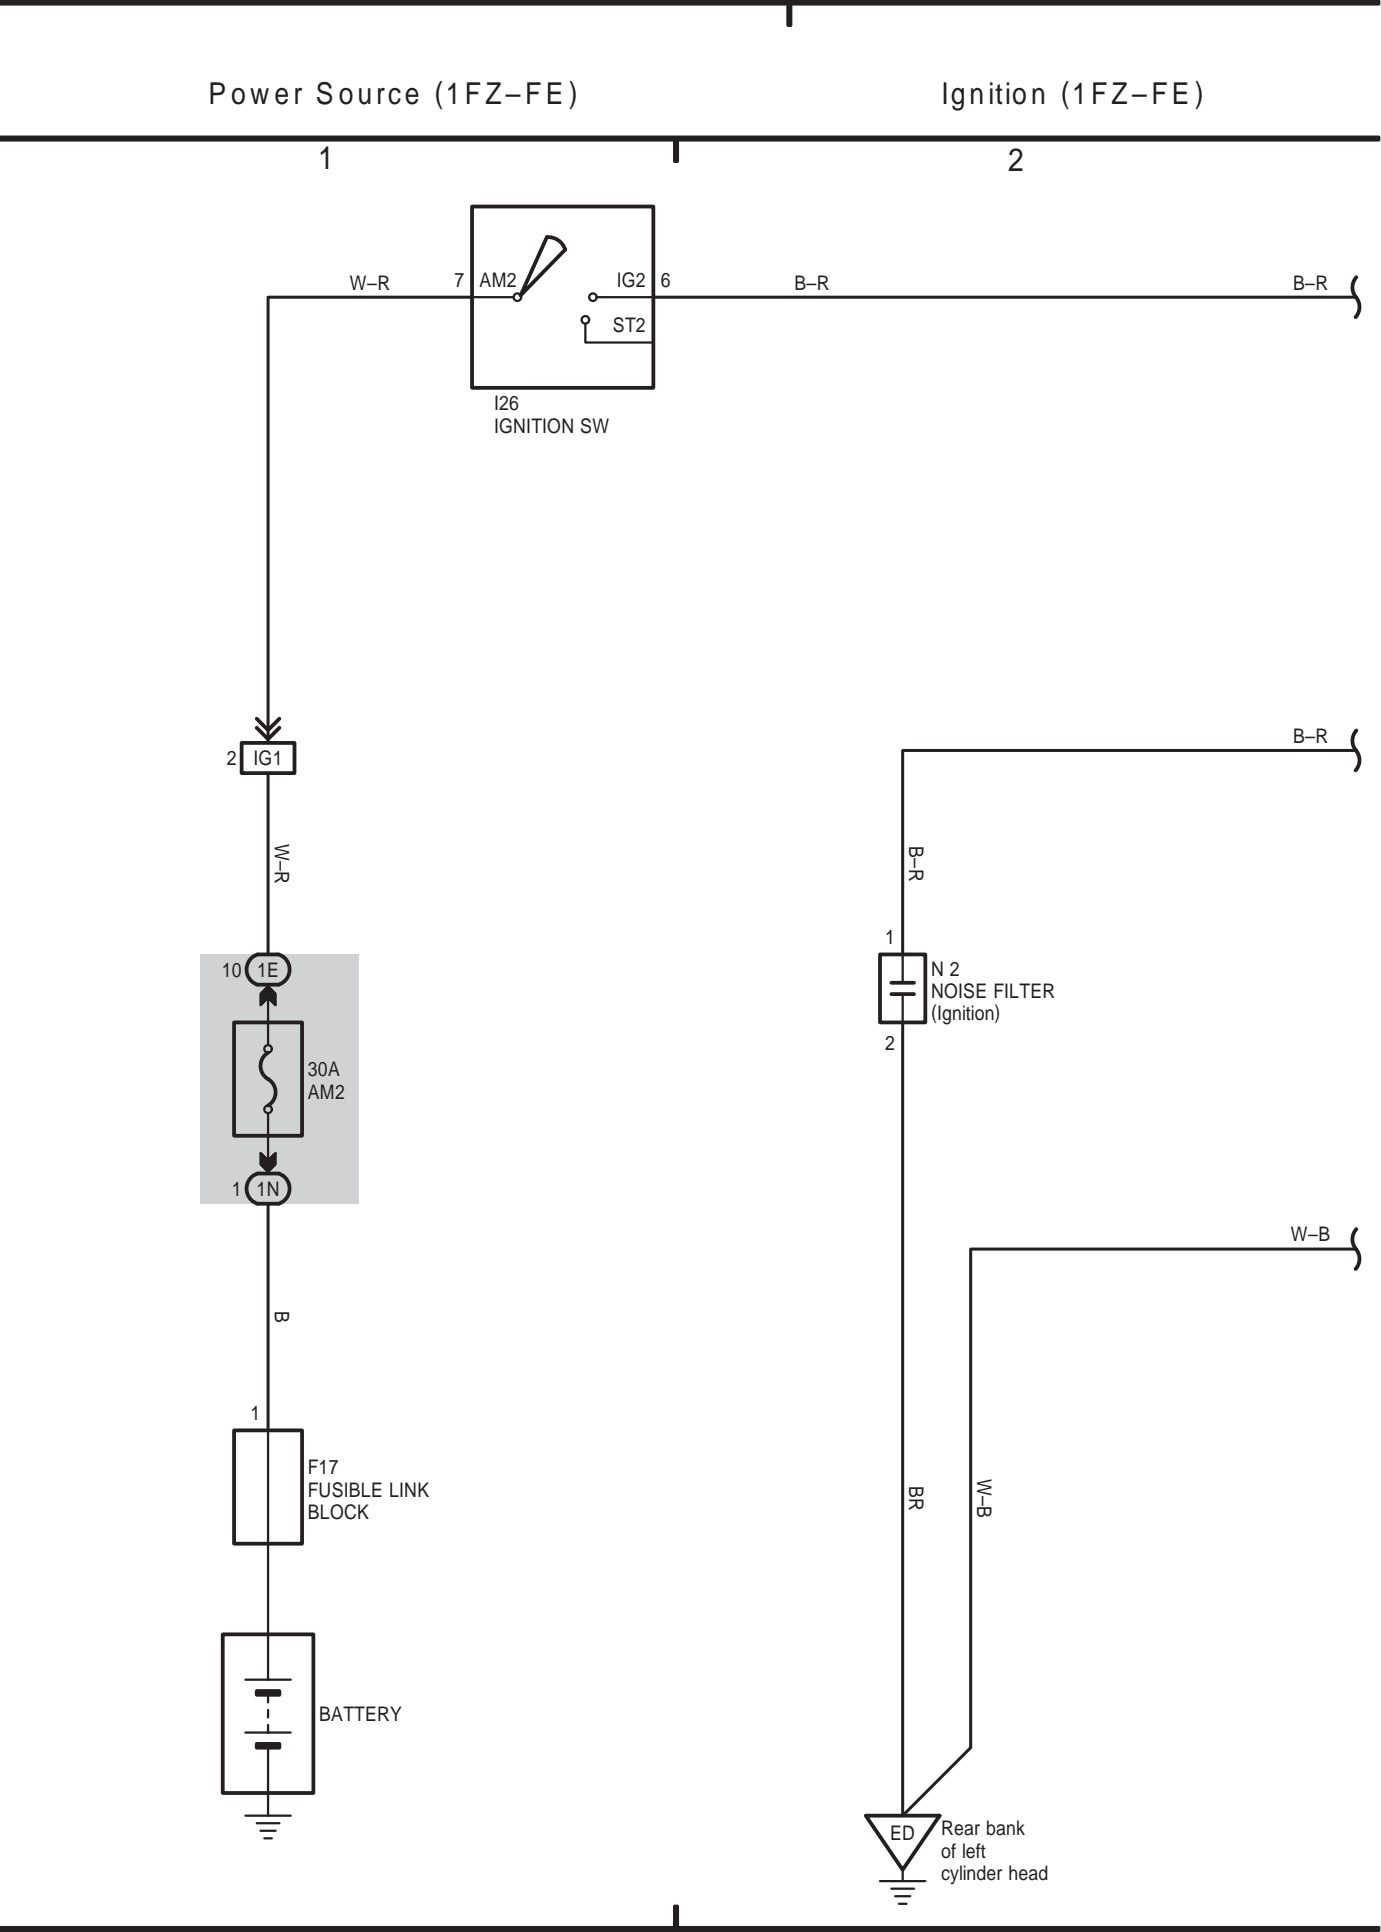 Power Source (1FZ–FE)
Ignition (1FZ–FE)
1
2
W–R
7
AM2
IG2
6
B–R
B–R
ST2
I26
IGNITION SW
2
IG1
B–R
W–R
B–R
1
10
1E
N 2
NOISE FILTER
(Ignition)
2
30A
AM2
1
1N
W–B
B
1
F17
FUSIBLE LINK
BLOCK
BR
W–B
BATTERY
ED
Rear bank
of left
cylinder head